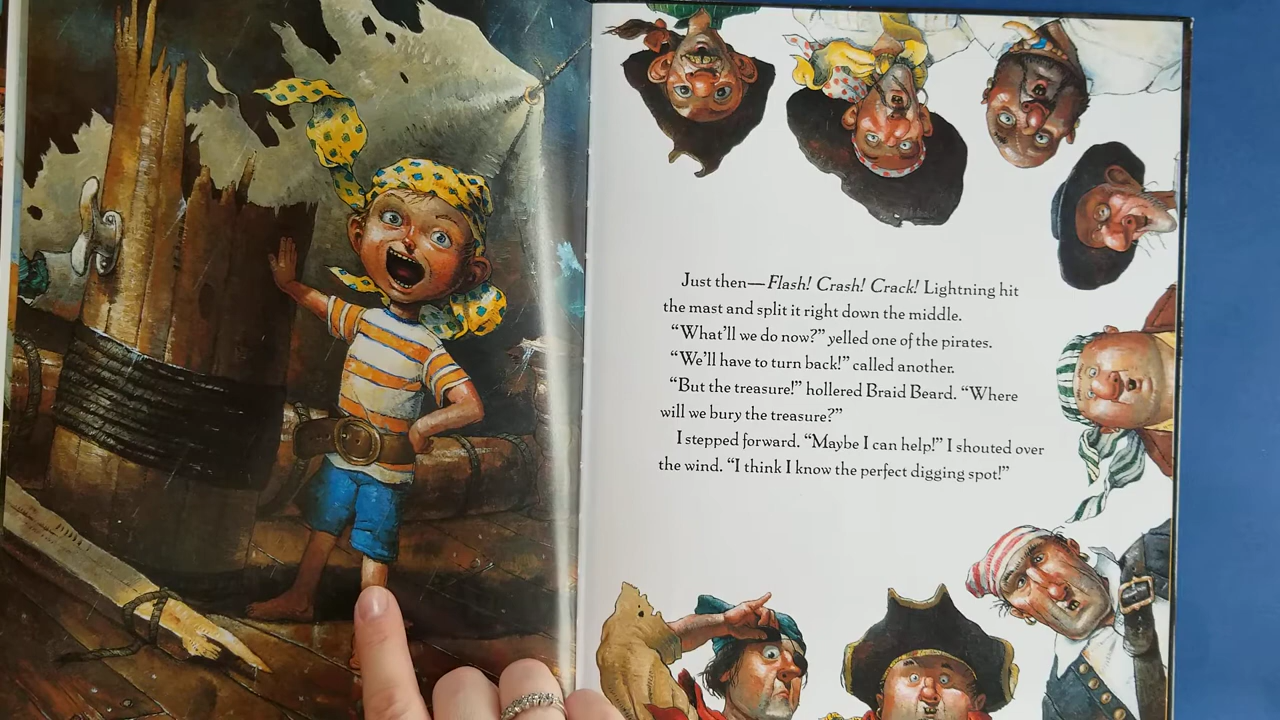 Just then—Flash! Crash! Crack! Lightning hit
the mast and split it right down the middle.
“What’ll we do now?” yelled one of the pirates.
“We’ll have to turn back!” called another.
“But the treasure!” hollered Braid Beard. “Where
will we bury the treasure?”
I stepped forward. “Maybe I can help!” I shouted over
the wind. “I think I know the perfect digging spot!”